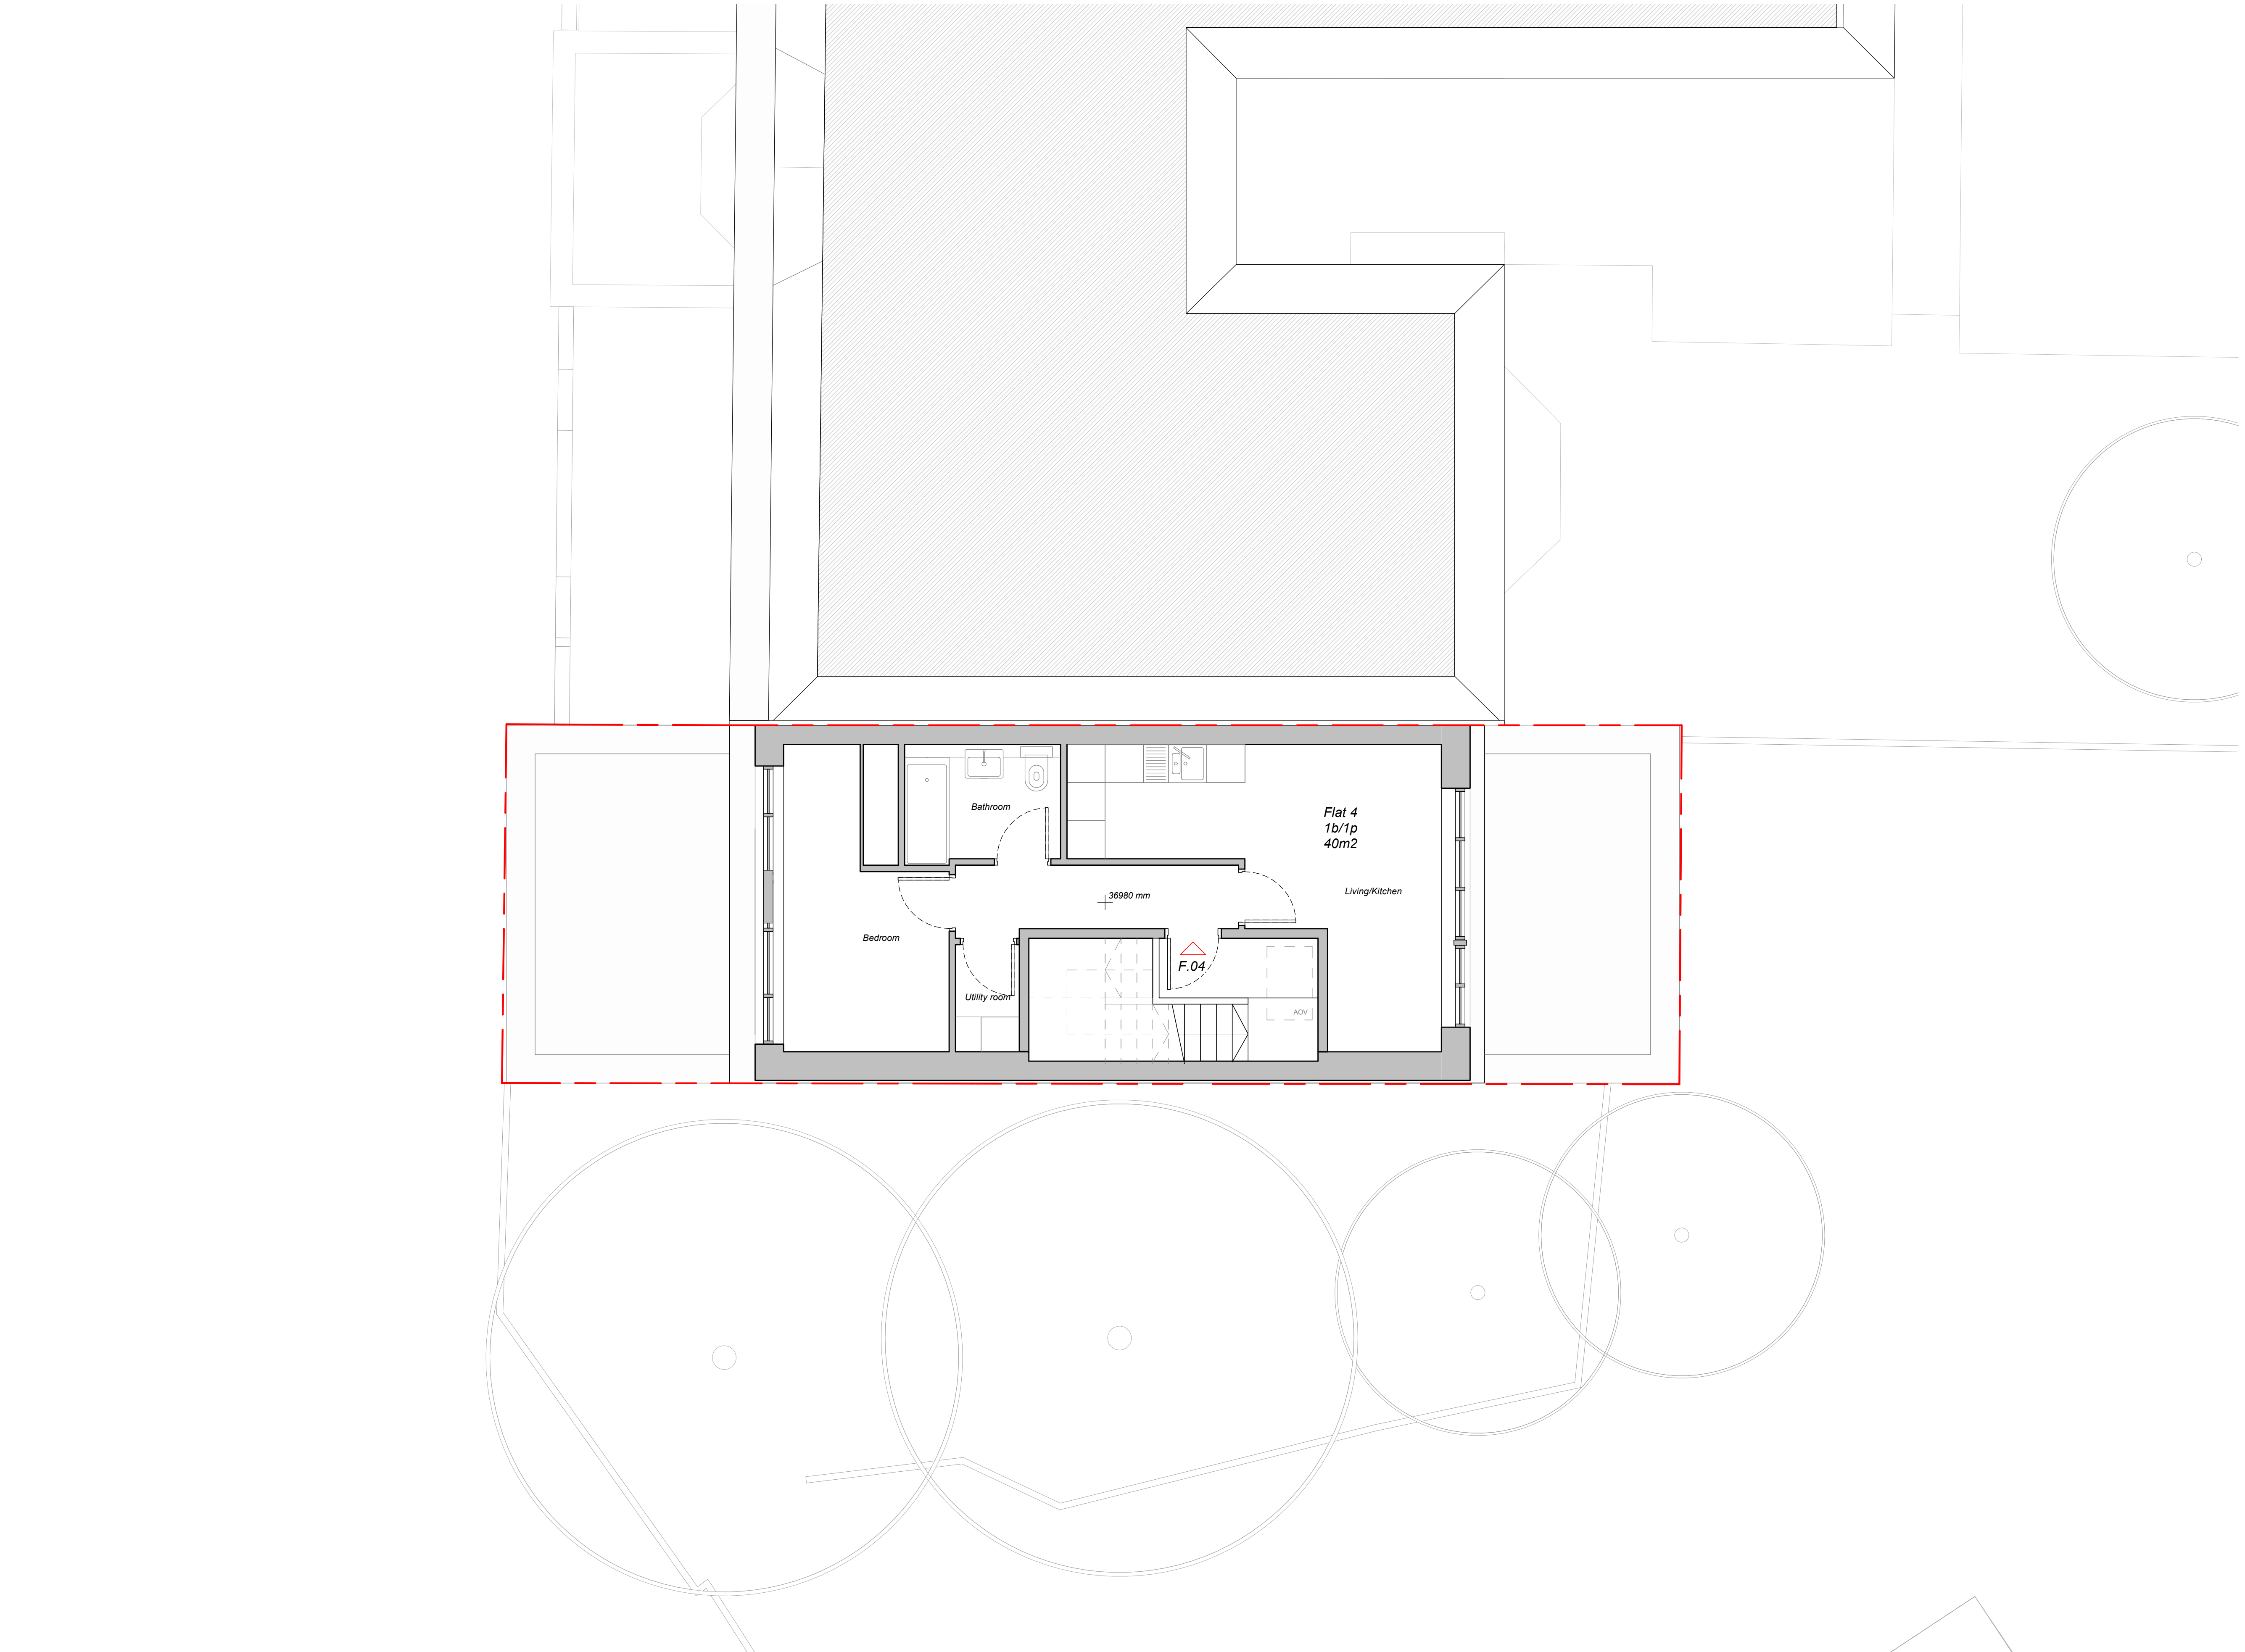 Bathroom
Flat 4
1b/1p
40m2
36980 mm
Living/Kitchen
Bedroom
F.04
Utility room
AOV